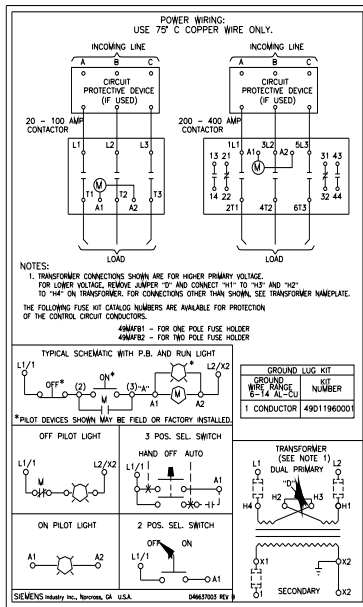 POWER WIRING:
USE 75° C COPPER WIRE ONLY.
INCOMING LINE
A B C
CIRCUIT
PROTECTIVE DEVICE
(IF USED)
20 - 100 AMP
CONTACTOR
L1 L2 L3
M
T1 T2 T3
A1 A2
LOAD
INCOMING LINE
A B C
CIRCUIT
PROTECTIVE DEVICE
(IF USED)
200 - 400 AMP
CONTACTOR
1L1 3L2 5L3
13 21 A1 A2 31 43
M
14 22 32 44
2T1 4T2 6T3
LOAD
NOTES:
1. TRANSFORMER CONNECTIONS SHOWN ARE FOR HIGHER PRIMARY VOLTAGE.
FOR LOWER VOLTAGE, REMOVE JUMPER "D" AND CONNECT "H1" TO "H3" AND "H2"
TO "H4" ON TRANSFORMER. FOR CONNECTIONS OTHER THAN SHOWN, SEE TRANSFORMER NAMEPLATE.
THE FOLLOWING FUSE KIT CATALOG NUMBERS ARE AVAILABLE FOR PROTECTION
OF THE CONTROL CIRCUIT CONDUCTORS.
49MAFB1 - FOR ONE POLE FUSE HOLDER
49MAFB2 - FOR TWO POLE FUSE HOLDER
TYPICAL SCHEMATIC WITH P.B. AND RUN LIGHT
L1/1 L2/X2
OFF* (2) ON* (3)"A" A1 M A2
M
*PILOT DEVICES SHOWN MAY BE FIELD OR FACTORY INSTALLED.
GROUND LUG KIT
GROUND WIRE RANGE 6-14 AL-CU
KIT NUMBER
1 CONDUCTOR 49D11960001
OFF PILOT LIGHT
L1/1 L2/X2
M
3 POS. SEL. SWITCH
HAND OFF AUTO
L1/1 A1
ON PILOT LIGHT
A1 A2
2 POS. SEL. SWITCH
OFF ON
L1/1
A1
TRANSFORMER
(SEE NOTE 1)
L1 DUAL PRIMARY L2
"D"
H2 H3
H4 H1
X1 X2
1 SECONDARY X2
SIEMENS Industry Inc., Norcross, GA U.S.A. D46637003 REV